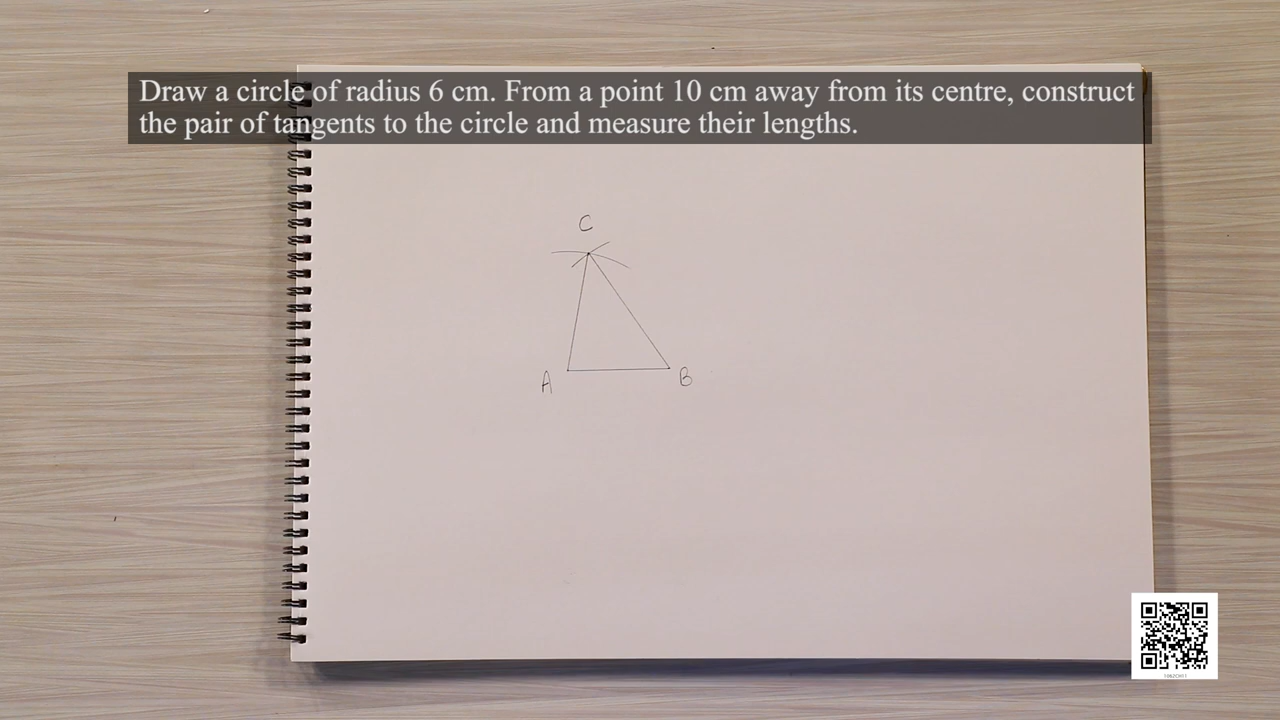 Draw a circle of radius 6 cm. From a point 10 cm away from its centre, construct
the pair of tangents to the circle and measure their lengths.
C
A B